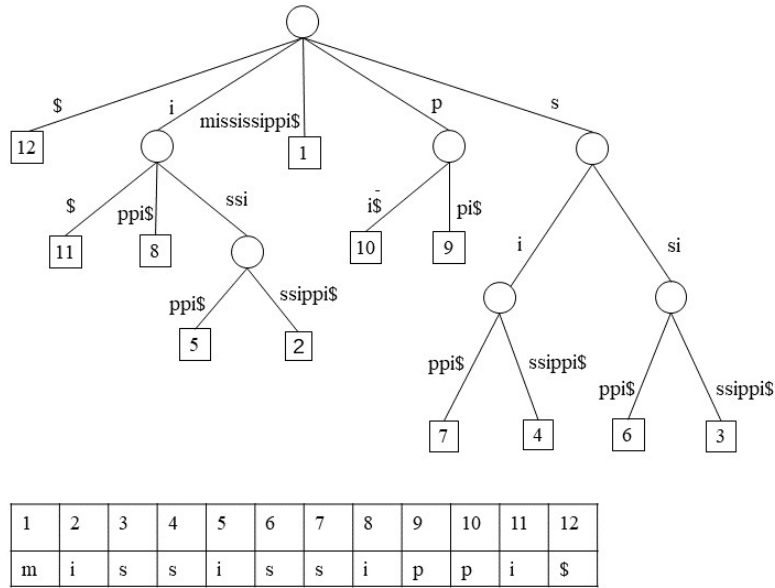 $ i mississippi$ p s
12 1
$ ppi$ ssi i$ pi$ i si
11 8 10 9
ppi$ ssippi$
5 2
ppi$ ssippi$ ppi$ ssippi$
7 4 6 3
1 2 3 4 5 6 7 8 9 10 11 12
m i s s i s s i p p i $